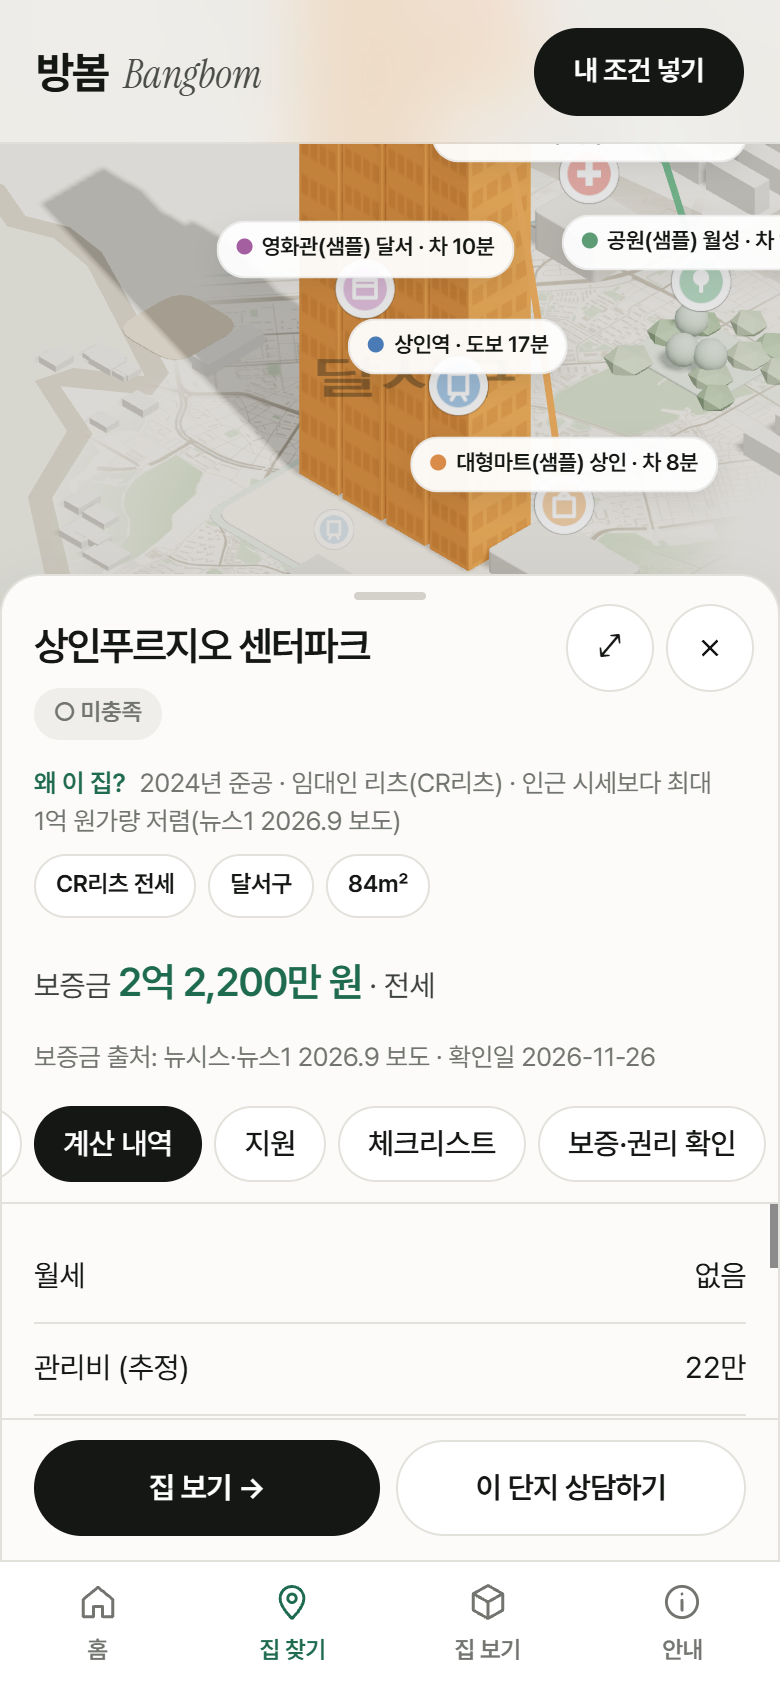 방봄 Bangbom
내 조건 넣기
영화관(샘플) 달서 · 차 10분
공원(샘플) 월성 · 차
상인역 · 도보 17분
대형마트(샘플) 상인 · 차 8분
상인푸르지오 센터파크
미충족
왜 이 집? 2024년 준공 · 임대인 리츠(CR리츠) · 인근 시세보다 최대
1억 원가량 저렴(뉴스1 2026.9 보도)
CR리츠 전세 달서구 84m²
보증금 2억 2,200만 원 · 전세
보증금 출처: 뉴시스·뉴스1 2026.9 보도 · 확인일 2026-11-26
계산 내역 지원 체크리스트 보증·권리 확인
월세 없음
관리비 (추정) 22만
집 보기 → 이 단지 상담하기
홈 집 찾기 집 보기 안내